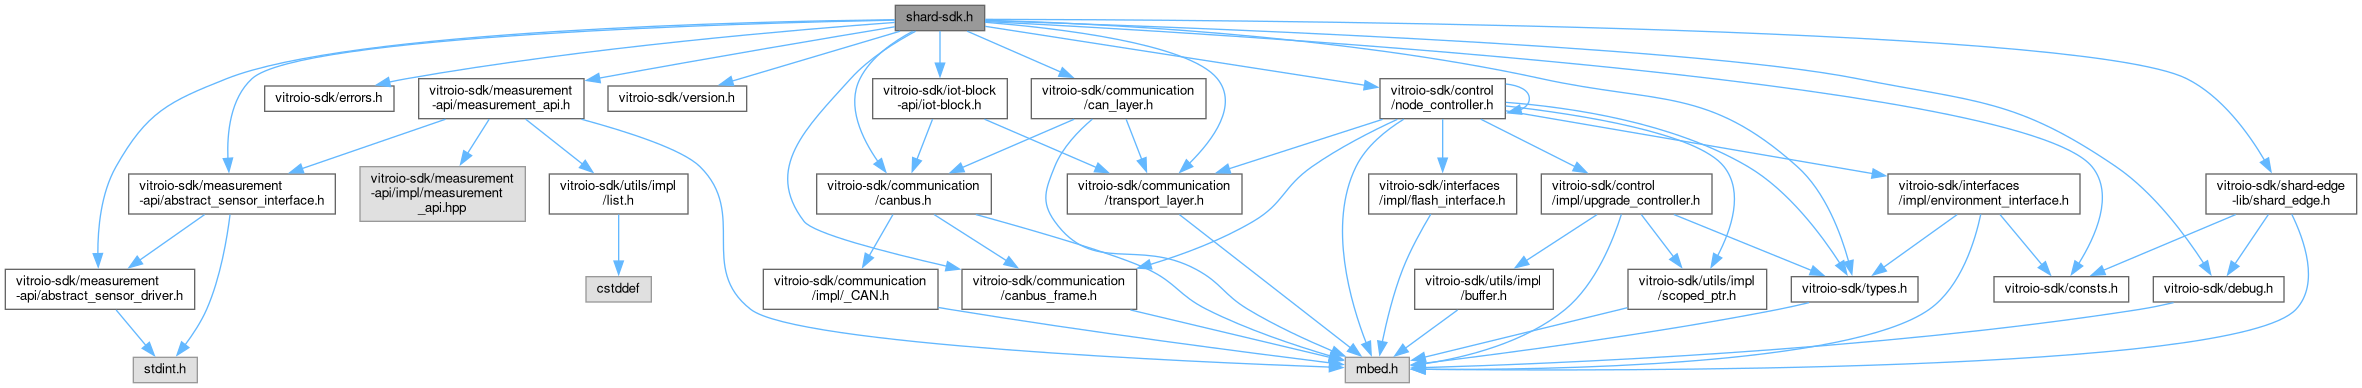 shard-sdk.h
vitroio-sdk/errors.h
vitroio-sdk/measurement
-api/measurement_api.h
vitroio-sdk/version.h
vitroio-sdk/iot-block
-api/iot-block.h
vitroio-sdk/communication
/can_layer.h
vitroio-sdk/control
/node_controller.h
vitroio-sdk/measurement
-api/abstract_sensor_interface.h
vitroio-sdk/measurement
-api/impl/measurement
_api.hpp
vitroio-sdk/utils/impl
/list.h
vitroio-sdk/communication
/canbus.h
vitroio-sdk/communication
/transport_layer.h
vitroio-sdk/interfaces
/impl/flash_interface.h
vitroio-sdk/control
/impl/upgrade_controller.h
vitroio-sdk/interfaces
/impl/environment_interface.h
vitroio-sdk/shard-edge
-lib/shard_edge.h
vitroio-sdk/measurement
-api/abstract_sensor_driver.h
cstddef
vitroio-sdk/communication
/impl/_CAN.h
vitroio-sdk/communication
/canbus_frame.h
vitroio-sdk/utils/impl
/buffer.h
vitroio-sdk/utils/impl
/scoped_ptr.h
vitroio-sdk/types.h
vitroio-sdk/consts.h
vitroio-sdk/debug.h
stdint.h
mbed.h